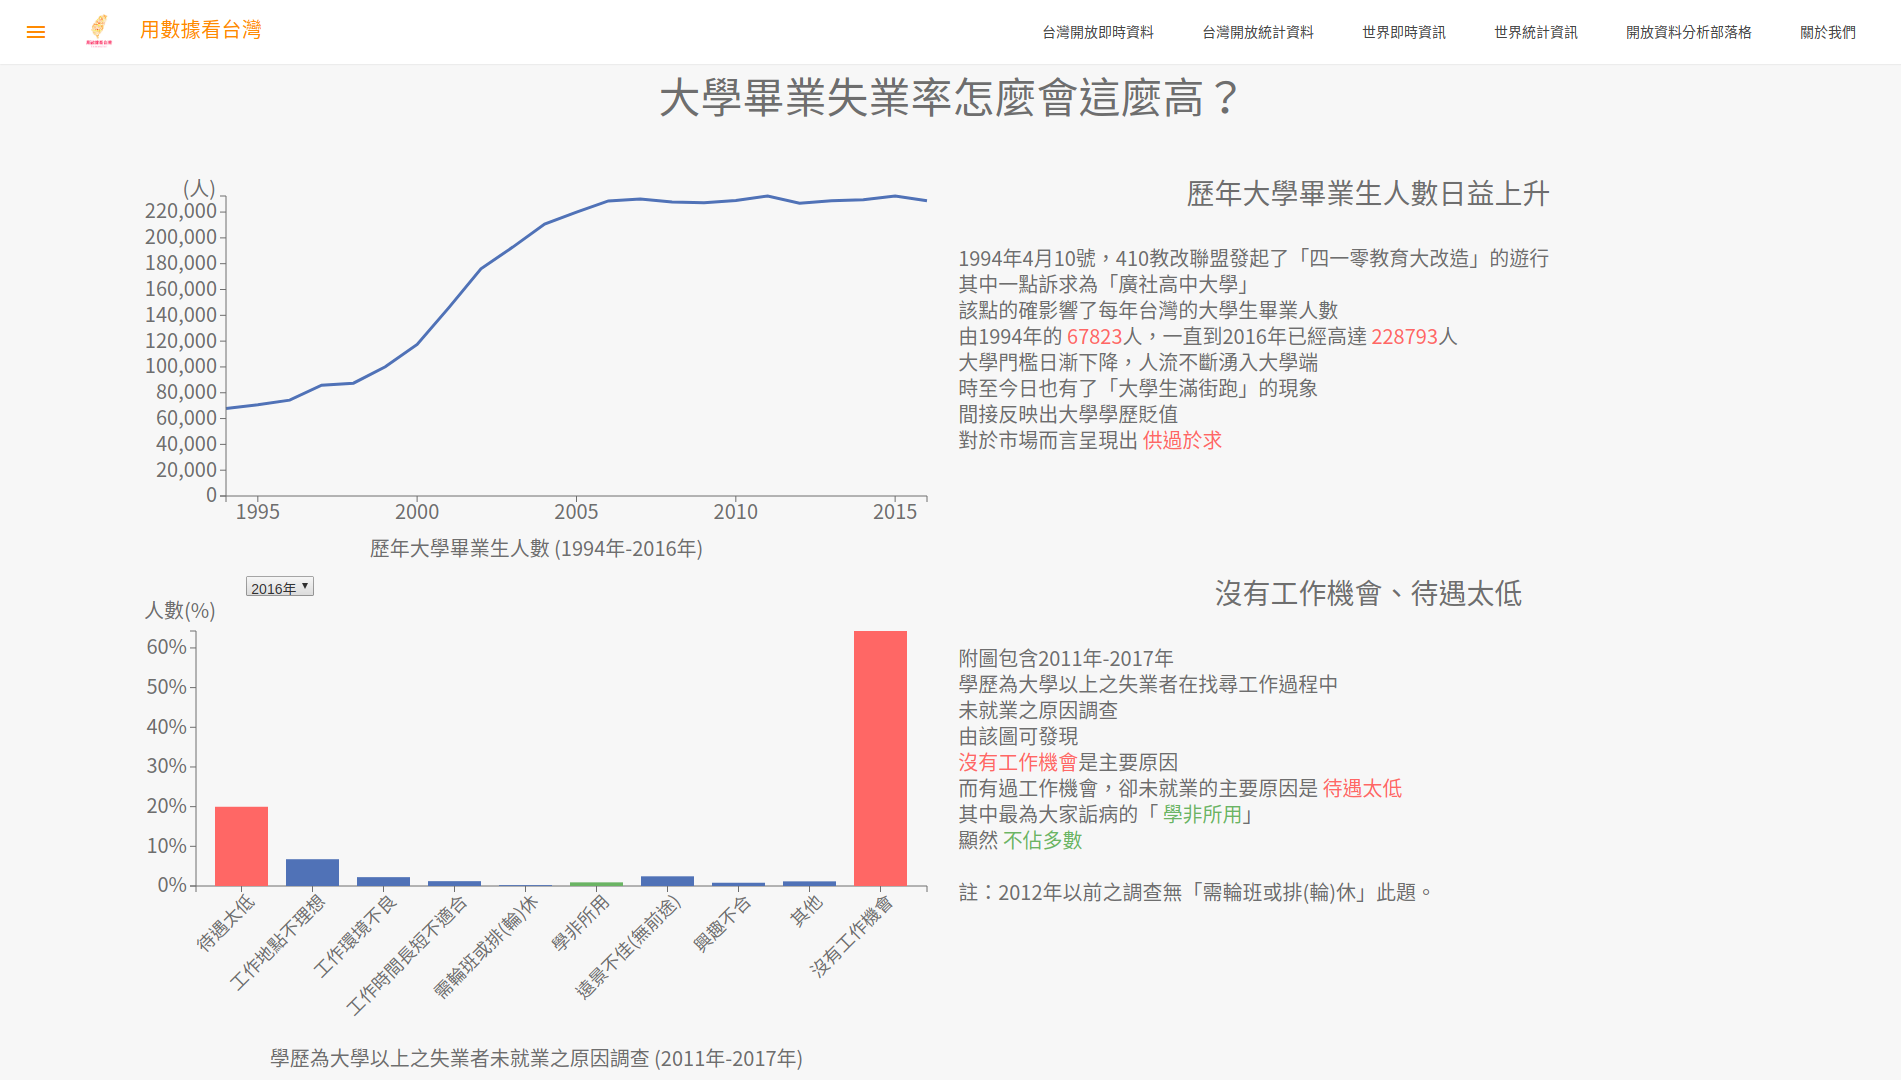 用數據看台灣
台灣開放即時資料
台灣開放統計資料
世界即時資訊
世界統計資訊
開放資料分析部落格
關於我們
大學畢業失業率怎麼會這麼高？
(人)
220,000
200,000
180,000
160,000
140,000
120,000
100,000
80,000
60,000
40,000
20,000
0
1995
2000
2005
2010
2015
歷年大學畢業生人數 (1994年-2016年)
歷年大學畢業生人數日益上升
1994年4月10號，410教改聯盟發起了「四一零教育大改造」的遊行
其中一點訴求為「廣社高中大學」
該點的確影響了每年台灣的大學生畢業人數
由1994年的 67823人，一直到2016年已經高達 228793人
大學門檻日漸下降，人流不斷湧入大學端
時至今日也有了「大學生滿街跑」的現象
間接反映出大學學歷貶值
對於市場而言呈現出 供過於求
2016年
人數(%)
60%
50%
40%
30%
20%
10%
0%
待遇太低
工作地點不理想
工作環境不良
工作時間長短不適合
需輪班或排(輪)休
學非所用
遠景不佳(無前途)
興趣不合
其他
沒有工作機會
學歷為大學以上之失業者未就業之原因調查 (2011年-2017年)
沒有工作機會、待遇太低
附圖包含2011年-2017年
學歷為大學以上之失業者在找尋工作過程中
未就業之原因調查
由該圖可發現
沒有工作機會是主要原因
而有過工作機會，卻未就業的主要原因是 待遇太低
其中最為大家詬病的「 學非所用」
顯然 不佔多數
註：2012年以前之調查無「需輪班或排(輪)休」此題。